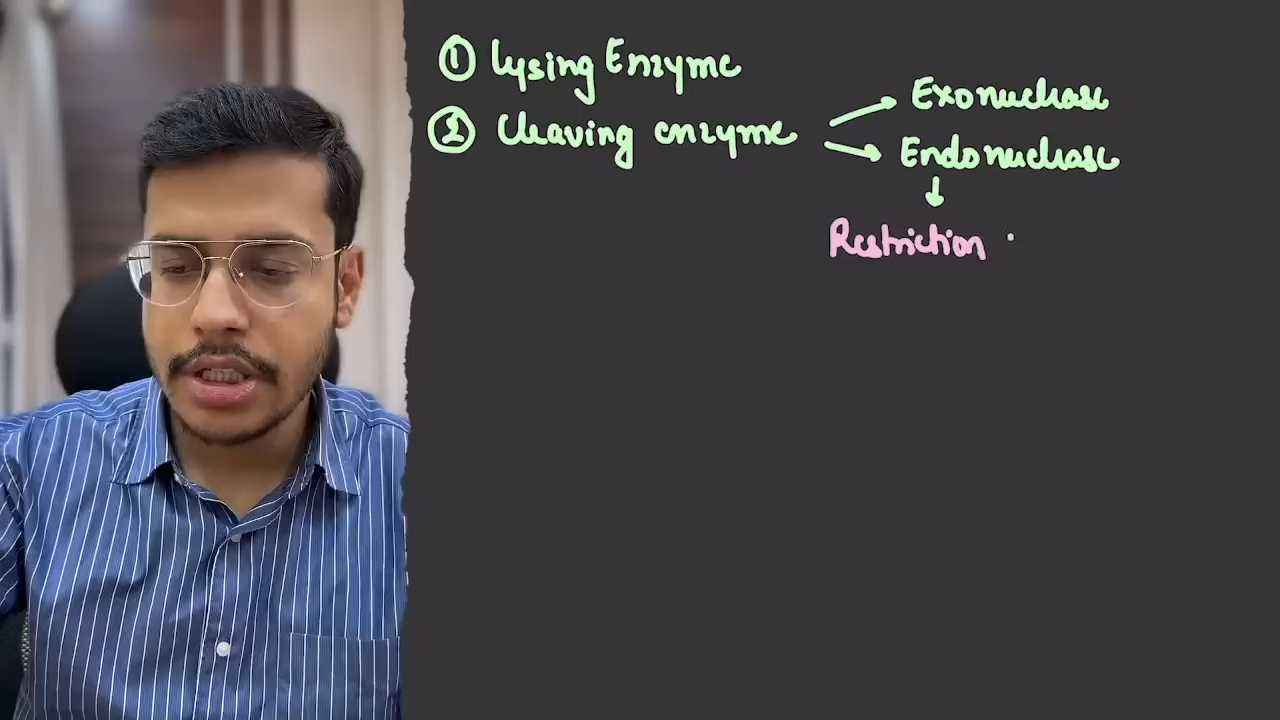 ① Lysing Enzyme
② Cleaving enzyme → Exonuclease
→ Endonuclease
↓
Restriction